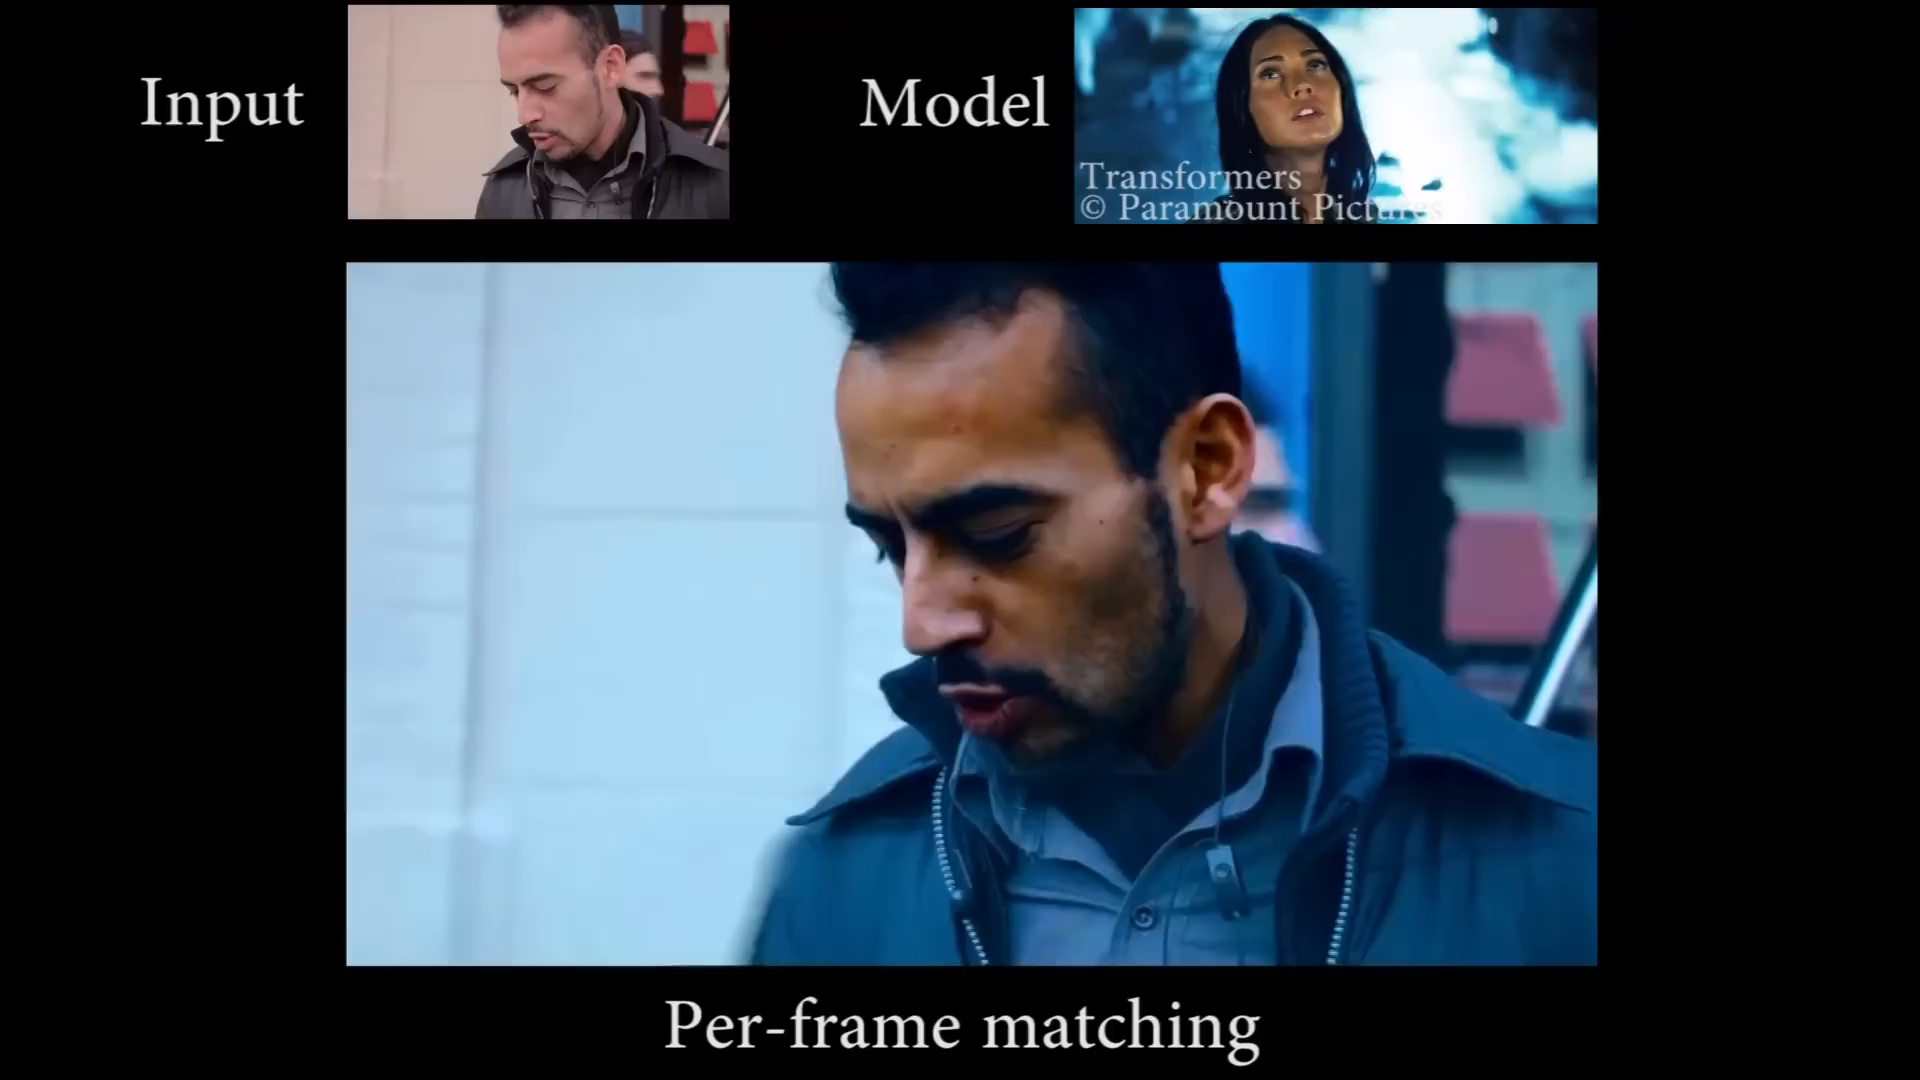 Input
Model
Transformers
© Paramount Pictures
Per-frame matching